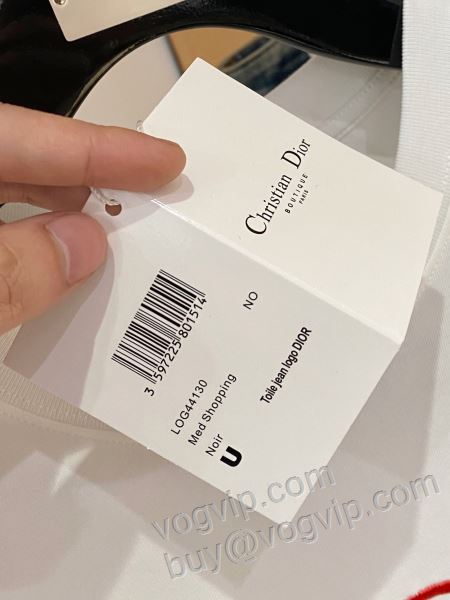 Christian Dior
BOUTIQUE
PARIS
3 597225 801514
NO
LOG44130
Med Shopping
Noir
U
Toile jean logo DIOR
vogvip.com
buy@vogvip.com